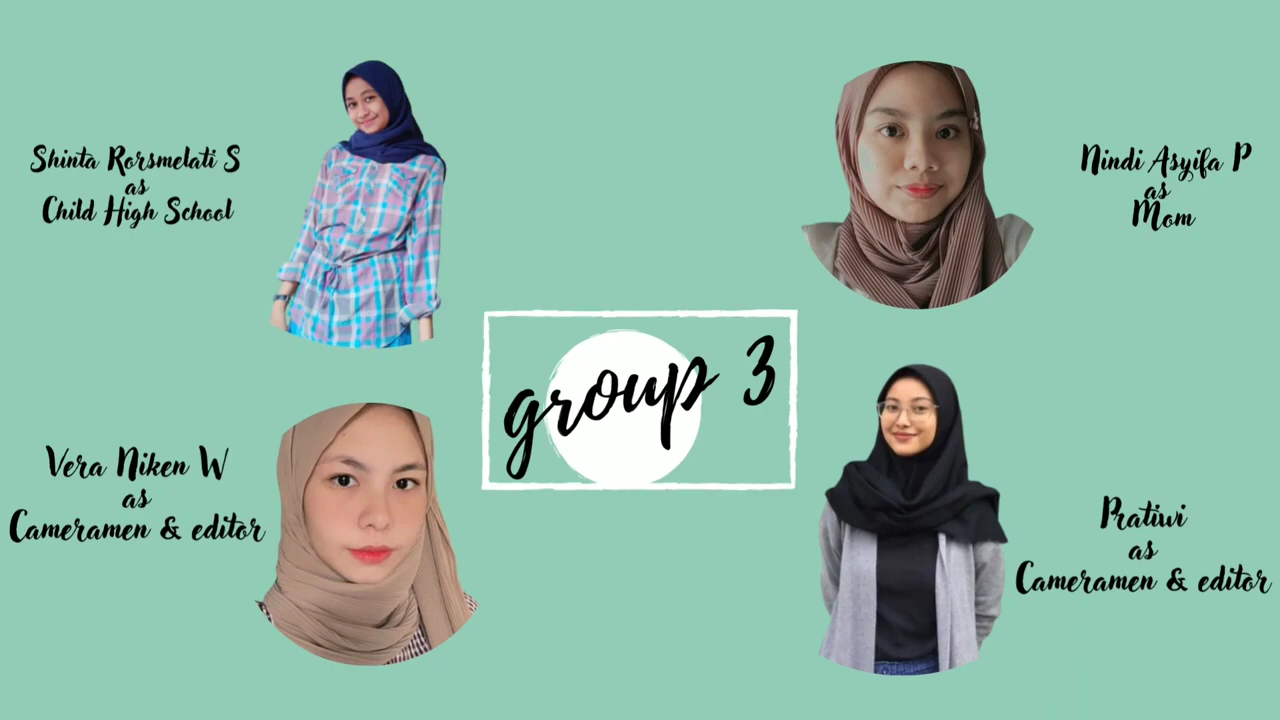 Shinta Rorsmelati S
as
Child High School
Nindi Asyifa P
as
Mom
group 3
Vera Niken W
as
Cameramen & editor
Pratiwi
as
Cameramen & editor